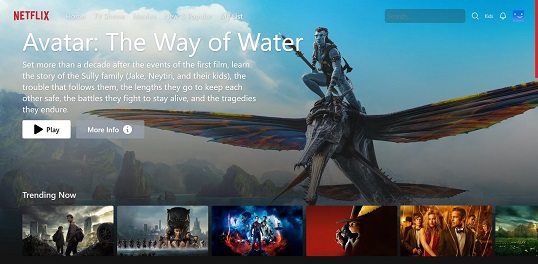 NETFLIX
Home TV Shows Movies New & Popular My List
Search
Kids
Avatar: The Way of Water
Set more than a decade after the events of the first film, learn
the story of the Sully family (Jake, Neytiri, and their kids), the
trouble that follows them, the lengths they go to keep each
other safe, the battles they fight to stay alive, and the tragedies
they endure.
Play
More Info
Trending Now